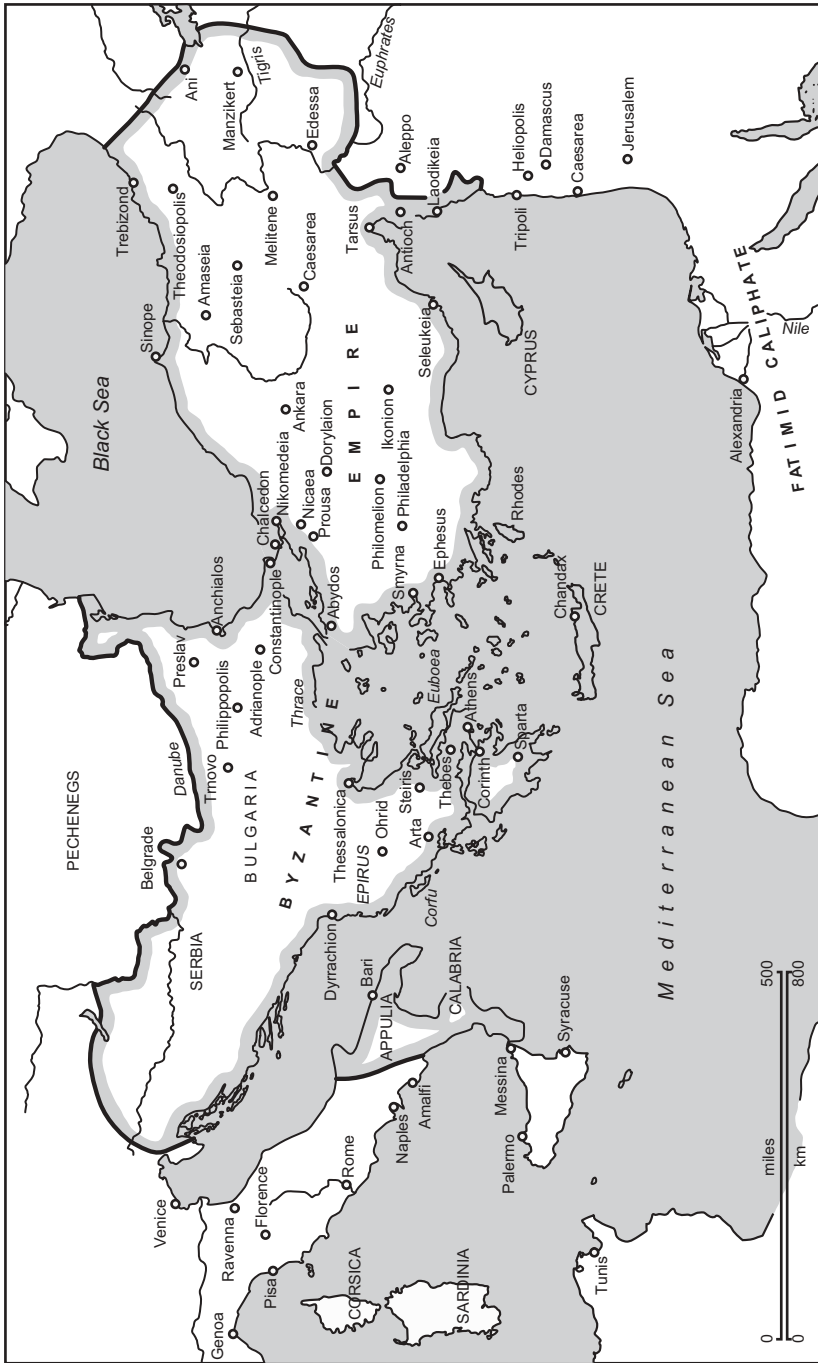 PECHENEGS
Black Sea
Venice
Genoa
Ravenna
Florence
Pisa
Rome
CORSICA
SARDINIA
Naples
Amalfi
Palermo
Messina
Syracuse
Tunis
APPULIA
Bari
CALABRIA
SERBIA
Belgrade
Danube
BULGARIA
BYZANTINE
EMPIRE
Trnovo
Preslav
Anchialos
Philippopolis
Adrianople
Constantinople
Thrace
Dyrrachion
EPIRUS
Ohrid
Thessalonica
Corfu
Arta
Steiris
Thebes
Euboea
Athens
Corinth
Sparta
Abydos
Chalcedon
Nikomedeia
Nicaea
Prousa
Dorylaion
Ankara
Philomelion
Philadelphia
Smyrna
Ephesus
Ikonion
Rhodes
Chandax
CRETE
Sinope
Trebizond
Theodosiopolis
Amaseia
Sebasteia
Melitene
Caesarea
Ani
Manzikert
Tigris
Edessa
Euphrates
Tarsus
Seleukeia
Antioch
Aleppo
Laodikeia
CYPRUS
Tripoli
Heliopolis
Damascus
Caesarea
Jerusalem
Mediterranean Sea
Alexandria
FATIMID CALIPHATE
Nile
0 miles 500
0 km 800